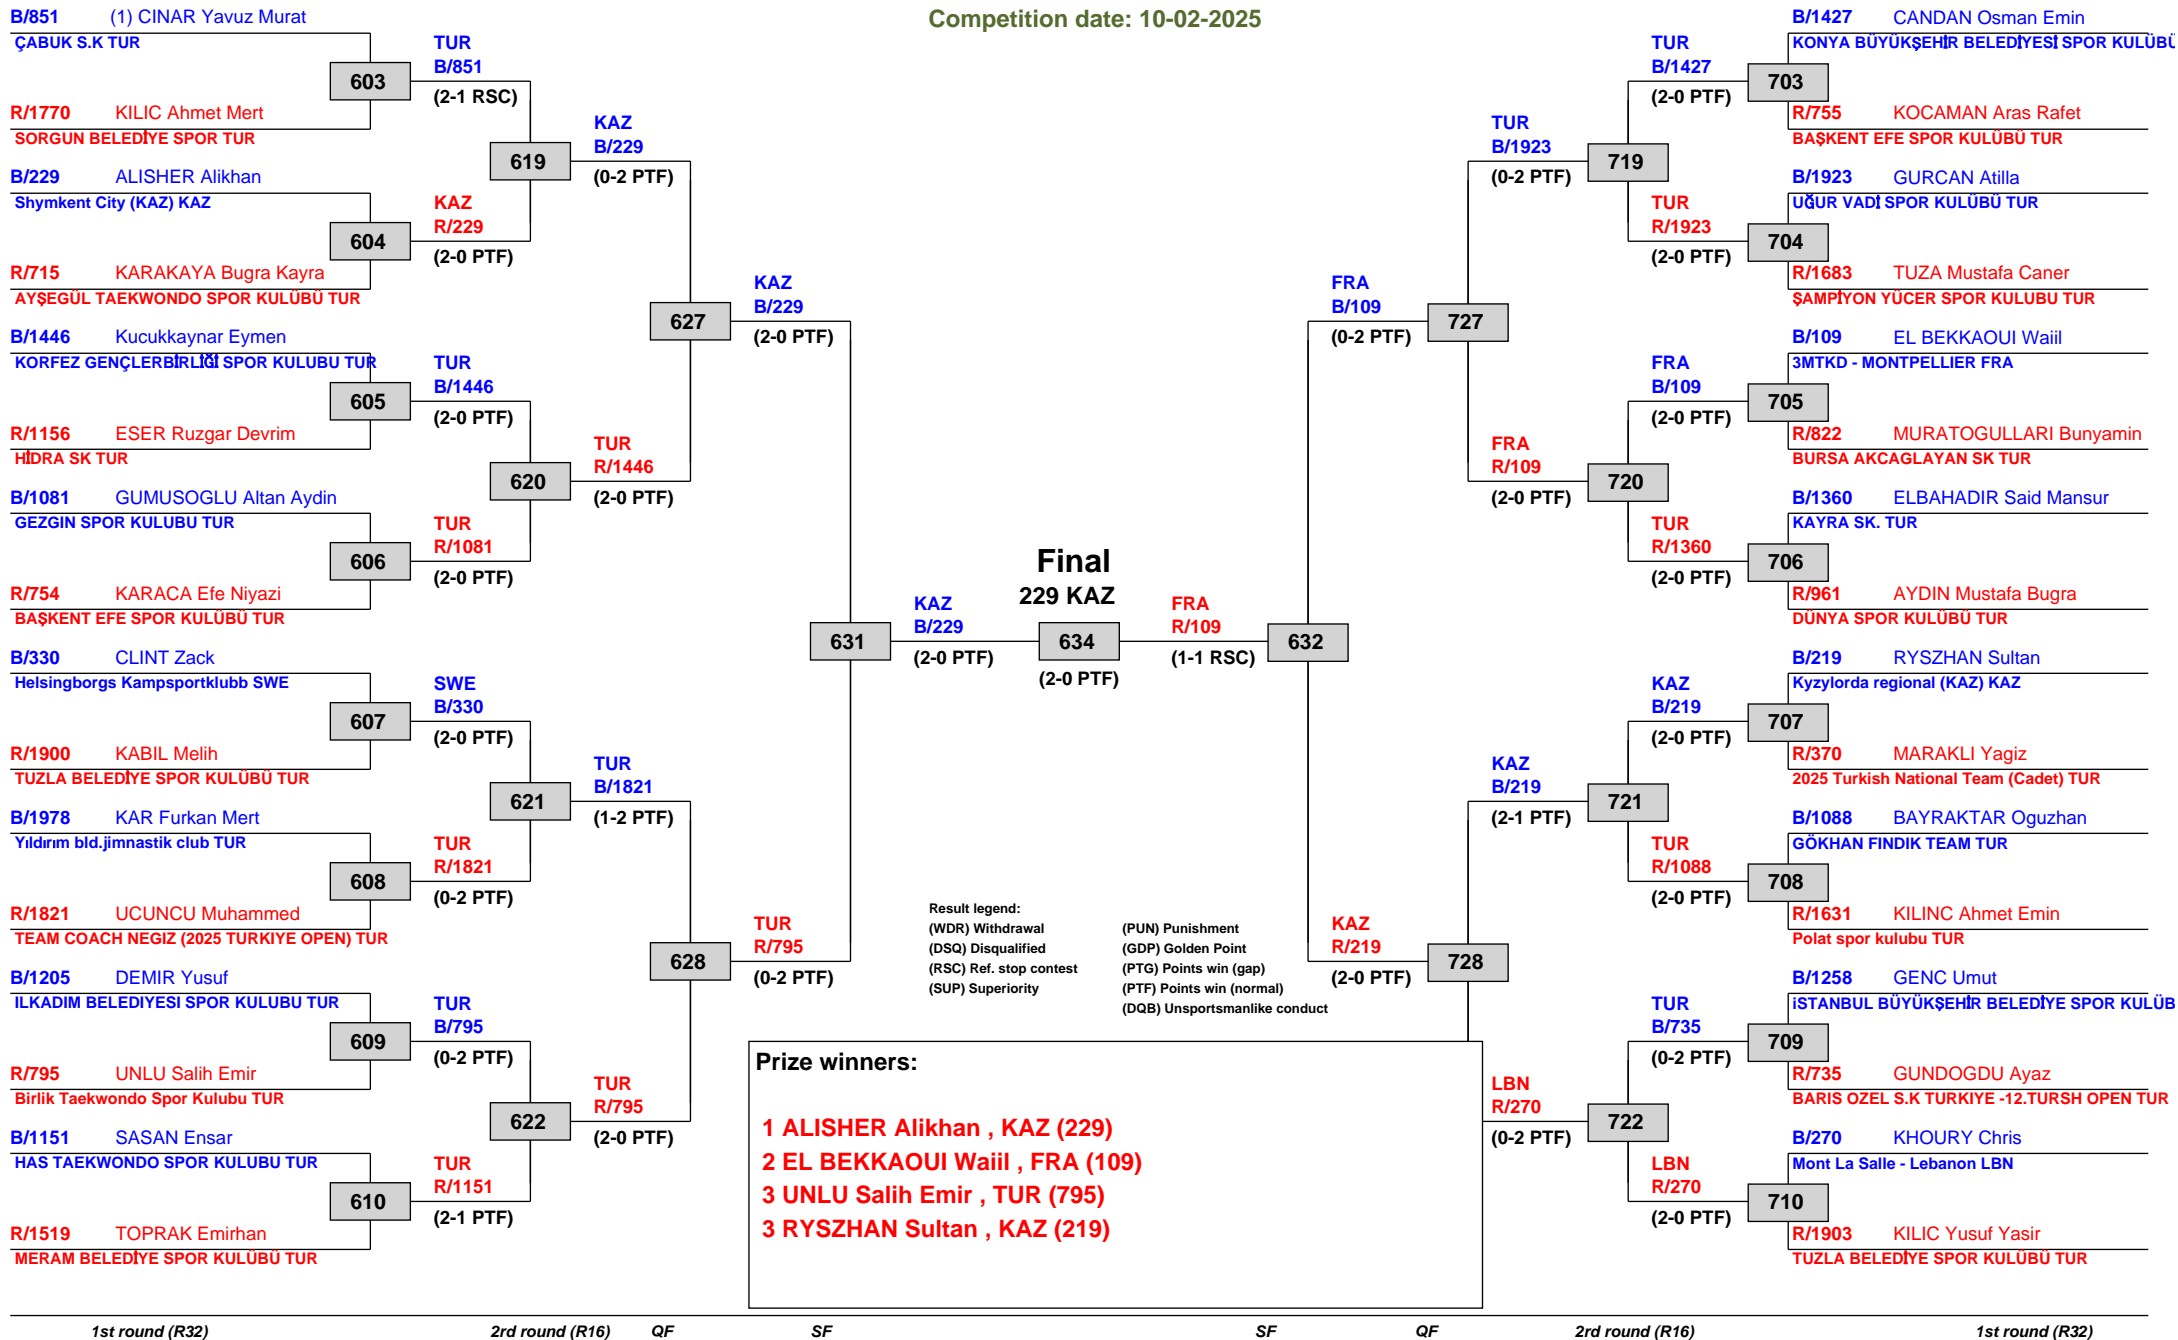 Competition date: 10-02-2025
B/851 (1) CINAR Yavuz Murat
ÇABUK S.K TUR
R/1770 KILIC Ahmet Mert
SORGUN BELEDİYE SPOR TUR
B/229 ALISHER Alikhan
Shymkent City (KAZ) KAZ
R/715 KARAKAYA Bugra Kayra
AYŞEGÜL TAEKWONDO SPOR KULÜBÜ TUR
B/1446 Kucukkaynar Eymen
KORFEZ GENÇLERBİRLİĞİ SPOR KULUBU TUR
R/1156 ESER Ruzgar Devrim
HİDRA SK TUR
B/1081 GUMUSOGLU Altan Aydin
GEZGIN SPOR KULUBU TUR
R/754 KARACA Efe Niyazi
BAŞKENT EFE SPOR KULÜBÜ TUR
B/330 CLINT Zack
Helsingborgs Kampsportklubb SWE
R/1900 KABIL Melih
TUZLA BELEDİYE SPOR KULÜBÜ TUR
B/1978 KAR Furkan Mert
Yıldırım bld.jimnastik club TUR
R/1821 UCUNCU Muhammed
TEAM COACH NEGIZ (2025 TURKIYE OPEN) TUR
B/1205 DEMIR Yusuf
ILKADIM BELEDIYESI SPOR KULUBU TUR
R/795 UNLU Salih Emir
Birlik Taekwondo Spor Kulubu TUR
B/1151 SASAN Ensar
HAS TAEKWONDO SPOR KULUBU TUR
R/1519 TOPRAK Emirhan
MERAM BELEDİYE SPOR KULÜBÜ TUR
603
604
605
606
607
608
609
610
TUR
B/851
(2-1 RSC)
KAZ
R/229
(2-0 PTF)
TUR
B/1446
(2-0 PTF)
TUR
R/1081
(2-0 PTF)
SWE
B/330
(2-0 PTF)
TUR
R/1821
(0-2 PTF)
TUR
B/795
(0-2 PTF)
TUR
R/1151
(2-1 PTF)
619
620
621
622
KAZ
B/229
(0-2 PTF)
TUR
R/1446
(2-0 PTF)
TUR
B/1821
(1-2 PTF)
TUR
R/795
(2-0 PTF)
627
628
KAZ
B/229
(2-0 PTF)
TUR
R/795
(0-2 PTF)
631
KAZ
B/229
(2-0 PTF)
Final
229 KAZ
634
(2-0 PTF)
FRA
R/109
(1-1 RSC)
632
FRA
B/109
(0-2 PTF)
KAZ
R/219
(2-0 PTF)
727
728
TUR
B/1923
(0-2 PTF)
FRA
R/109
(2-0 PTF)
KAZ
B/219
(2-1 PTF)
LBN
R/270
(0-2 PTF)
719
720
721
722
TUR
B/1427
(2-0 PTF)
TUR
R/1923
(2-0 PTF)
FRA
B/109
(2-0 PTF)
TUR
R/1360
(2-0 PTF)
KAZ
B/219
(2-0 PTF)
TUR
R/1088
(2-0 PTF)
TUR
B/735
(0-2 PTF)
LBN
R/270
(2-0 PTF)
703
704
705
706
707
708
709
710
B/1427 CANDAN Osman Emin
KONYA BÜYÜKŞEHİR BELEDİYESİ SPOR KULÜBÜ
R/755 KOCAMAN Aras Rafet
BAŞKENT EFE SPOR KULÜBÜ TUR
B/1923 GURCAN Atilla
UĞUR VADİ SPOR KULÜBÜ TUR
R/1683 TUZA Mustafa Caner
ŞAMPİYON YÜCER SPOR KULUBU TUR
B/109 EL BEKKAOUI Waiil
3MTKD - MONTPELLIER FRA
R/822 MURATOGULLARI Bunyamin
BURSA AKCAGLAYAN SK TUR
B/1360 ELBAHADIR Said Mansur
KAYRA SK. TUR
R/961 AYDIN Mustafa Bugra
DÜNYA SPOR KULÜBÜ TUR
B/219 RYSZHAN Sultan
Kyzylorda regional (KAZ) KAZ
R/370 MARAKLI Yagiz
2025 Turkish National Team (Cadet) TUR
B/1088 BAYRAKTAR Oguzhan
GÖKHAN FINDIK TEAM TUR
R/1631 KILINC Ahmet Emin
Polat spor kulubu TUR
B/1258 GENC Umut
iSTANBUL BÜYÜKŞEHİR BELEDİYE SPOR KULÜB
R/735 GUNDOGDU Ayaz
BARIS OZEL S.K TURKIYE -12.TURSH OPEN TUR
B/270 KHOURY Chris
Mont La Salle - Lebanon LBN
R/1903 KILIC Yusuf Yasir
TUZLA BELEDİYE SPOR KULÜBÜ TUR
Result legend:
(WDR) Withdrawal (PUN) Punishment
(DSQ) Disqualified (GDP) Golden Point
(RSC) Ref. stop contest (PTG) Points win (gap)
(SUP) Superiority (PTF) Points win (normal)
(DQB) Unsportsmanlike conduct
Prize winners:
1 ALISHER Alikhan , KAZ (229)
2 EL BEKKAOUI Waiil , FRA (109)
3 UNLU Salih Emir , TUR (795)
3 RYSZHAN Sultan , KAZ (219)
1st round (R32) 2rd round (R16) QF SF SF QF 2rd round (R16) 1st round (R32)